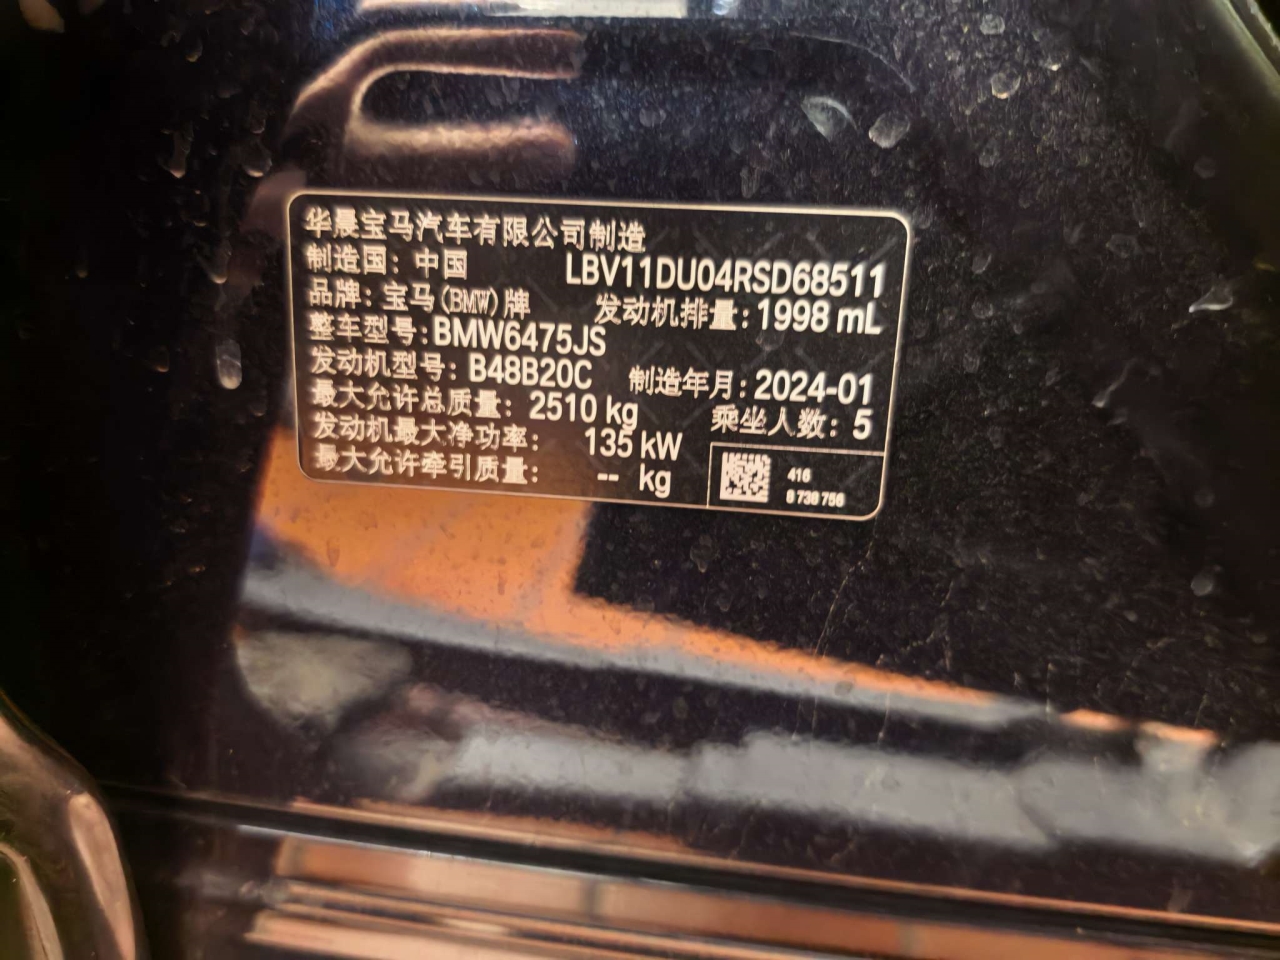 华晨宝马汽车有限公司制造
制造国：中国 LBV11DU04RSD68511
品牌：宝马(BMW)牌 发动机排量：1998 mL
整车型号：BMW6475JS
发动机型号：B48B20C 制造年月：2024-01
最大允许总质量：2510 kg 乘坐人数：5
发动机最大净功率：135 kW
最大允许牵引质量：-- kg
416
8 738 756